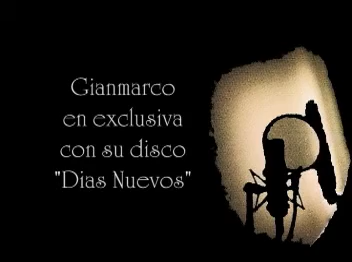 Gianmarco
en exclusiva
con su disco
"Dias Nuevos"